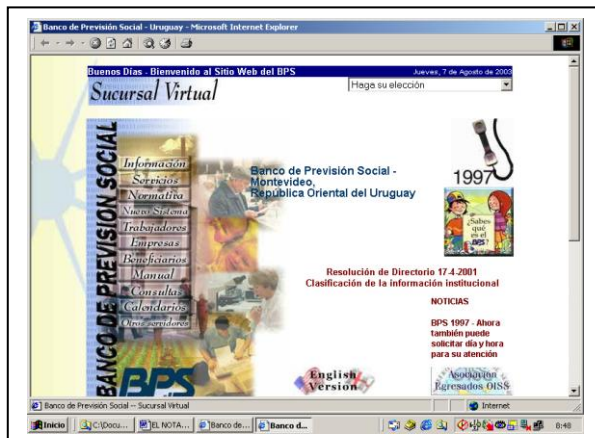 Banco de Previsión Social - Uruguay - Microsoft Internet Explorer
Buenos Días - Bienvenido al Sitio Web del BPS
Jueves, 7 de Agosto de 2003
Sucursal Virtual
Haga su elección
BANCO DE PREVISION SOCIAL
Información
Servicios
Normativa
Nuevo Sistema
Trabajadores
Empresas
Beneficiarios
Manual
Consultas
Calendarios
Otros servidores
BPS
Banco de Previsión Social -
Montevideo,
República Oriental del Uruguay
1997
¿Sabes
qué
es el
BPS?
Resolución de Directorio 17-4-2001
Clasificación de la información institucional
NOTICIAS
BPS 1997 - Ahora
también puede
solicitar día y hora
para su atención
English
Version
Asociación
Egresados OISS
Banco de Previsión Social -- Sucursal Virtual
Internet
Inicio
C:\Docu...
EL NOTA...
Banco de...
Banco d...
8:48